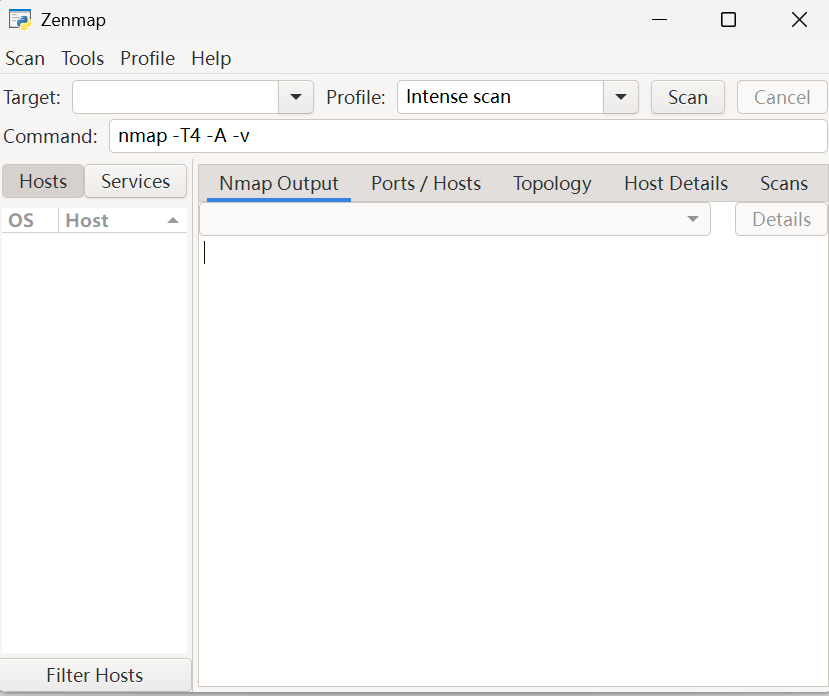 Zenmap
Scan Tools Profile Help
Target: Profile: Intense scan Scan Cancel
Command: nmap -T4 -A -v
Hosts Services Nmap Output Ports / Hosts Topology Host Details Scans
OS Host Details
Filter Hosts